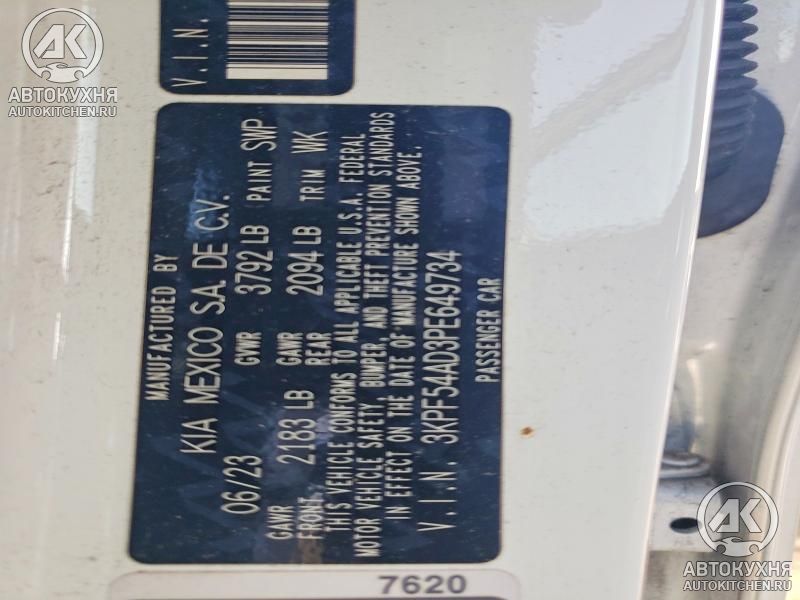 V.I.N.
MANUFACTURED BY
KIA MEXICO S.A. DE C.V.
06/23 GVWR 3792 LB PAINT SWP
GAWR FRONT 2183 LB GAWR REAR 2094 LB TRIM WK
THIS VEHICLE CONFORMS TO ALL APPLICABLE U.S.A. FEDERAL
MOTOR VEHICLE SAFETY, BUMPER, AND THEFT PREVENTION STANDARDS
IN EFFECT ON THE DATE OF MANUFACTURE SHOWN ABOVE.
V.I.N. 3KPF54AD3PE649734
PASSENGER CAR
7620
АК
АВТОКУХНЯ
AUTOKITCHEN.RU
АК
АВТОКУХНЯ
AUTOKITCHEN.RU